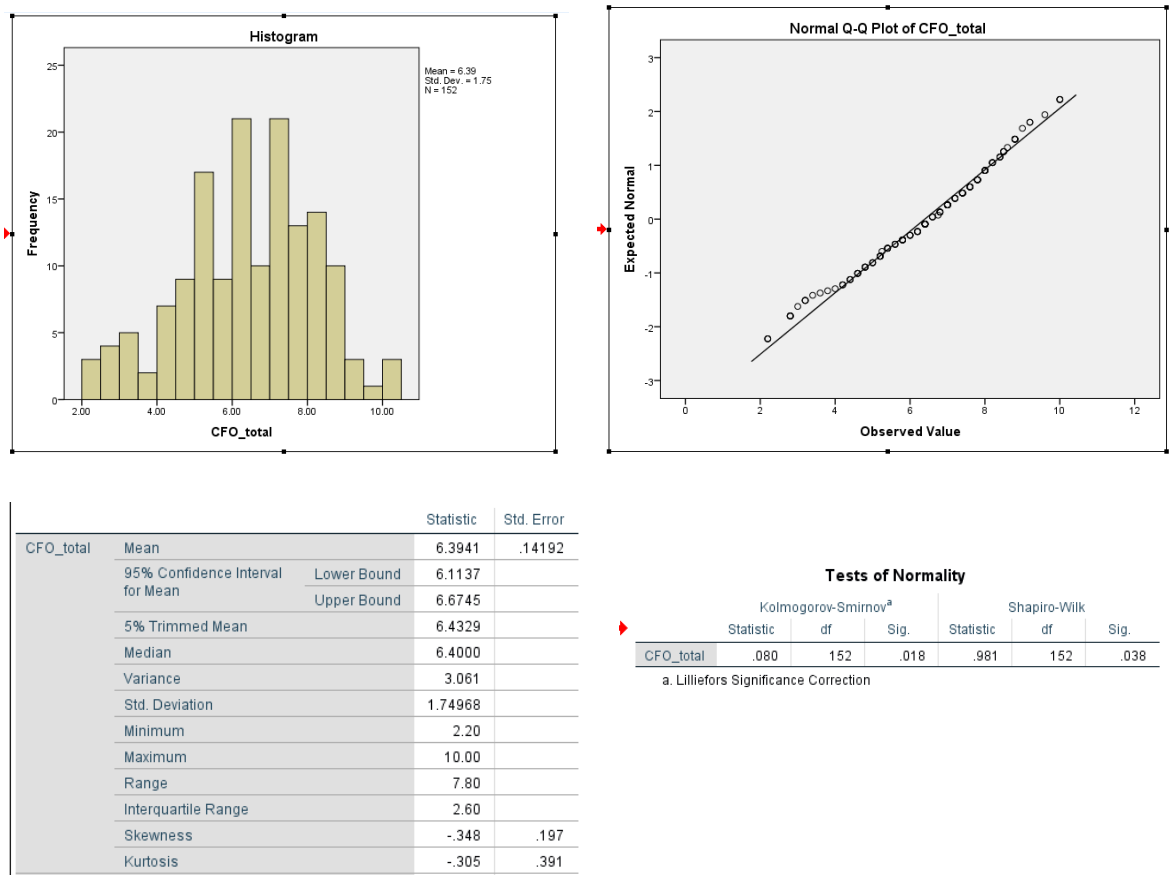 Histogram
Mean = 6.39
Std. Dev. = 1.75
N = 152
25
20
15
10
5
0
Frequency
2.00 4.00 6.00 8.00 10.00
CFO_total
Normal Q-Q Plot of CFO_total
3
2
1
0
-1
-2
-3
Expected Normal
0 2 4 6 8 10 12
Observed Value
Statistic Std. Error
CFO_total Mean 6.3941 .14192
95% Confidence Interval for Mean Lower Bound 6.1137
Upper Bound 6.6745
5% Trimmed Mean 6.4329
Median 6.4000
Variance 3.061
Std. Deviation 1.74968
Minimum 2.20
Maximum 10.00
Range 7.80
Interquartile Range 2.60
Skewness -.348 .197
Kurtosis -.305 .391
Tests of Normality
Kolmogorov-Smirnovᵃ Shapiro-Wilk
Statistic df Sig. Statistic df Sig.
CFO_total .080 152 .018 .981 152 .038
a. Lilliefors Significance Correction